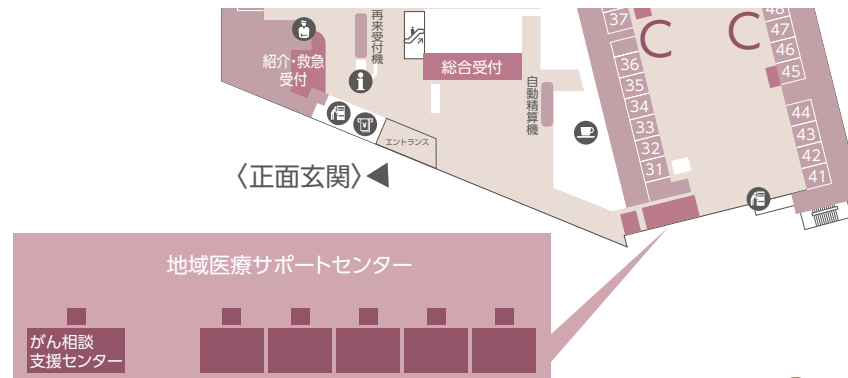 再来受付機
紹介・救急
受付
総合受付
自動精算機
エントランス
〈正面玄関〉
37
36
35
34
33
32
31
C
C
48
47
46
45
44
43
42
41
地域医療サポートセンター
がん相談
支援センター